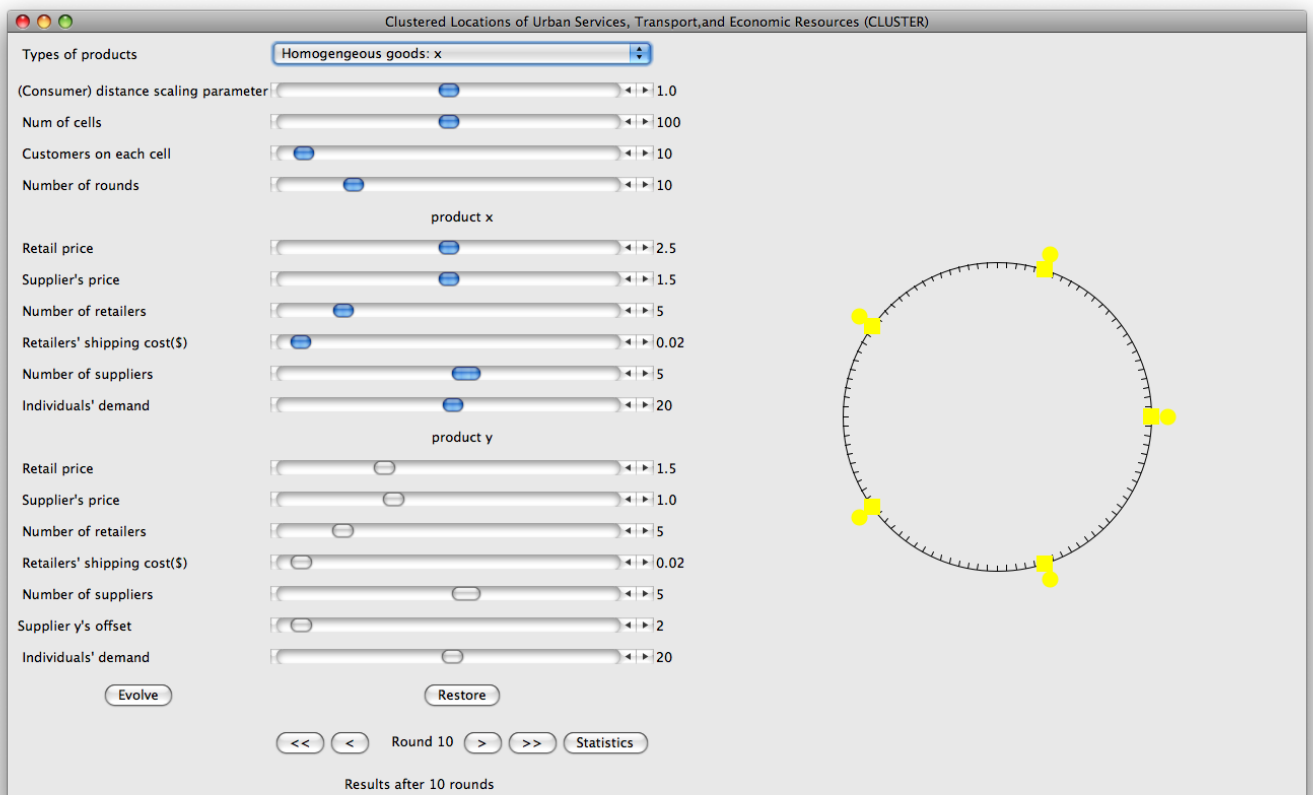 Clustered Locations of Urban Services, Transport,and Economic Resources (CLUSTER)
Types of products Homogengeous goods: x
(Consumer) distance scaling parameter 1.0
Num of cells 100
Customers on each cell 10
Number of rounds 10
product x
Retail price 2.5
Supplier's price 1.5
Number of retailers 5
Retailers' shipping cost($) 0.02
Number of suppliers 5
Individuals' demand 20
product y
Retail price 1.5
Supplier's price 1.0
Number of retailers 5
Retailers' shipping cost($) 0.02
Number of suppliers 5
Supplier y's offset 2
Individuals' demand 20
Evolve Restore
<< < Round 10 > >> Statistics
Results after 10 rounds